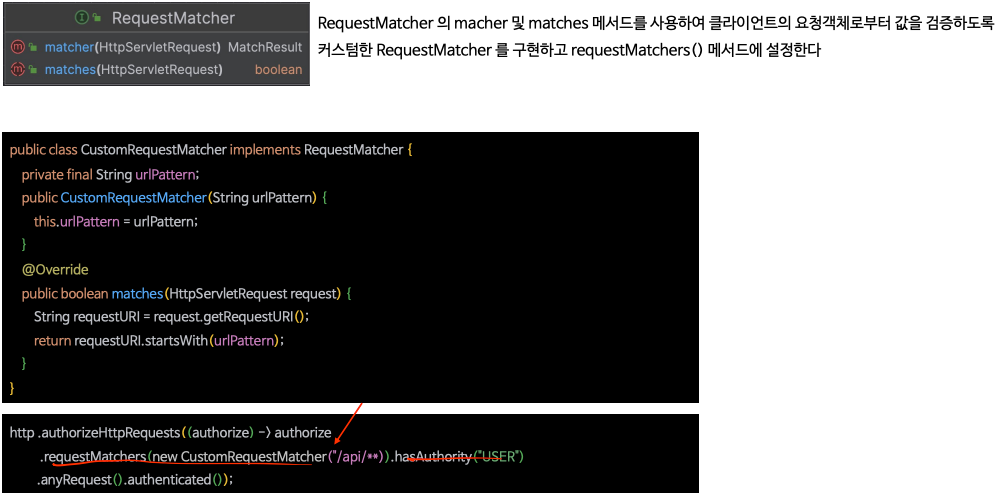 RequestMatcher
matcher(HttpServletRequest) MatchResult
matches(HttpServletRequest) boolean
RequestMatcher 의 macher 및 matches 메서드를 사용하여 클라이언트의 요청객체로부터 값을 검증하도록
커스텀한 RequestMatcher 를 구현하고 requestMatchers() 메서드에 설정한다
public class CustomRequestMatcher implements RequestMatcher {
private final String urlPattern;
public CustomRequestMatcher(String urlPattern) {
this.urlPattern = urlPattern;
}
@Override
public boolean matches(HttpServletRequest request) {
String requestURI = request.getRequestURI();
return requestURI.startsWith(urlPattern);
}
}
http .authorizeHttpRequests((authorize) -> authorize
.requestMatchers(new CustomRequestMatcher("/api/**)).hasAuthority("USER")
.anyRequest().authenticated());